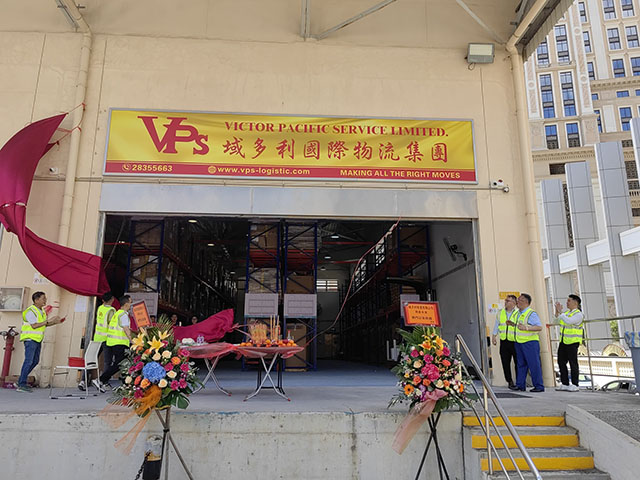 VPS
VICTOR PACIFIC SERVICE LIMITED.
域多利國際物流集團
28355663
www.vps-logistic.com
MAKING ALL THE RIGHT MOVES